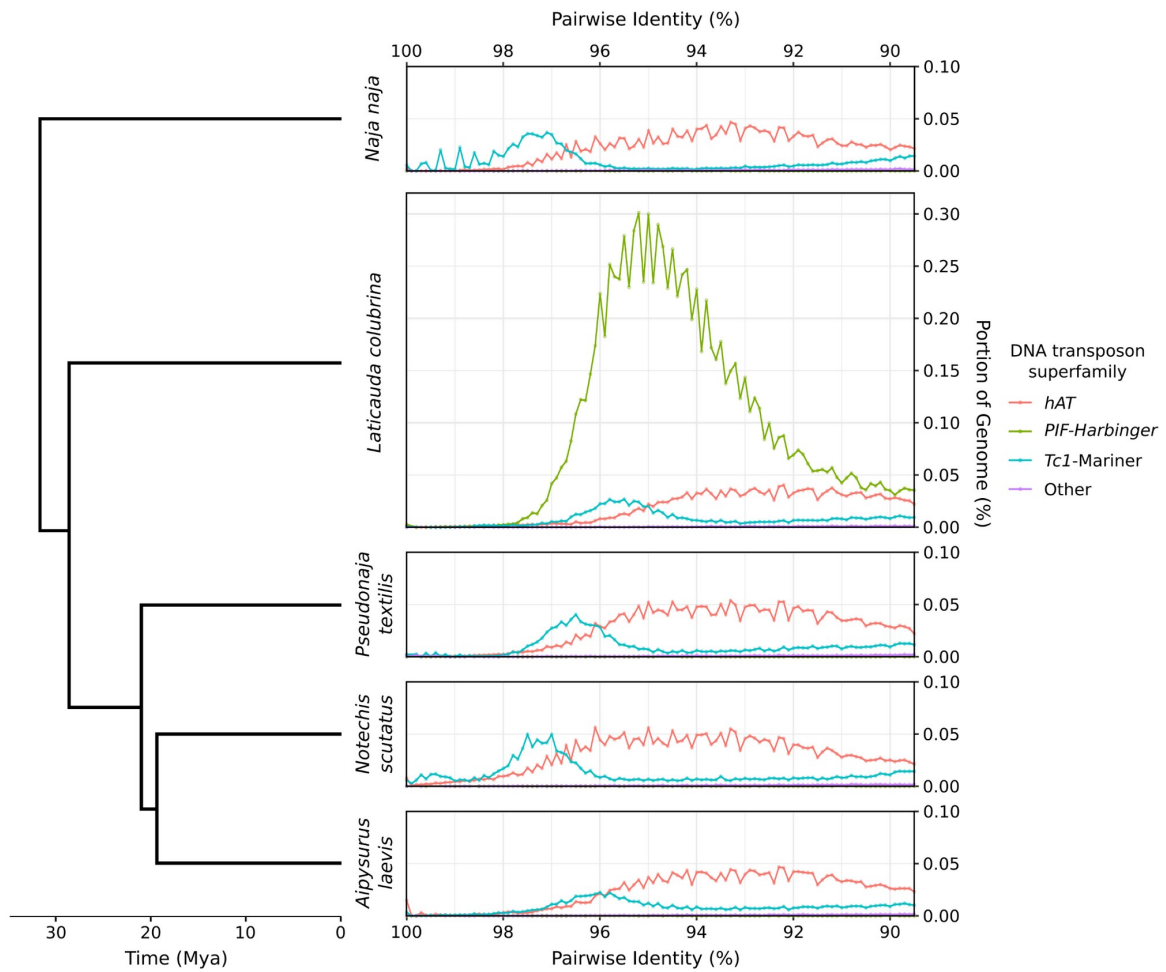 Pairwise Identity (%)
100 98 96 94 92 90
Naja naja
0.10
0.05
0.00
Laticauda colubrina
0.30
0.25
0.20
0.15
0.10
0.05
0.00
Portion of Genome (%)
DNA transposon
superfamily
hAT
PIF-Harbinger
Tc1-Mariner
Other
Pseudonaja
textilis
0.10
0.05
0.00
Notechis
scutatus
0.10
0.05
0.00
Aipysurus
laevis
0.10
0.05
0.00
30 20 10 0
Time (Mya)
100 98 96 94 92 90
Pairwise Identity (%)